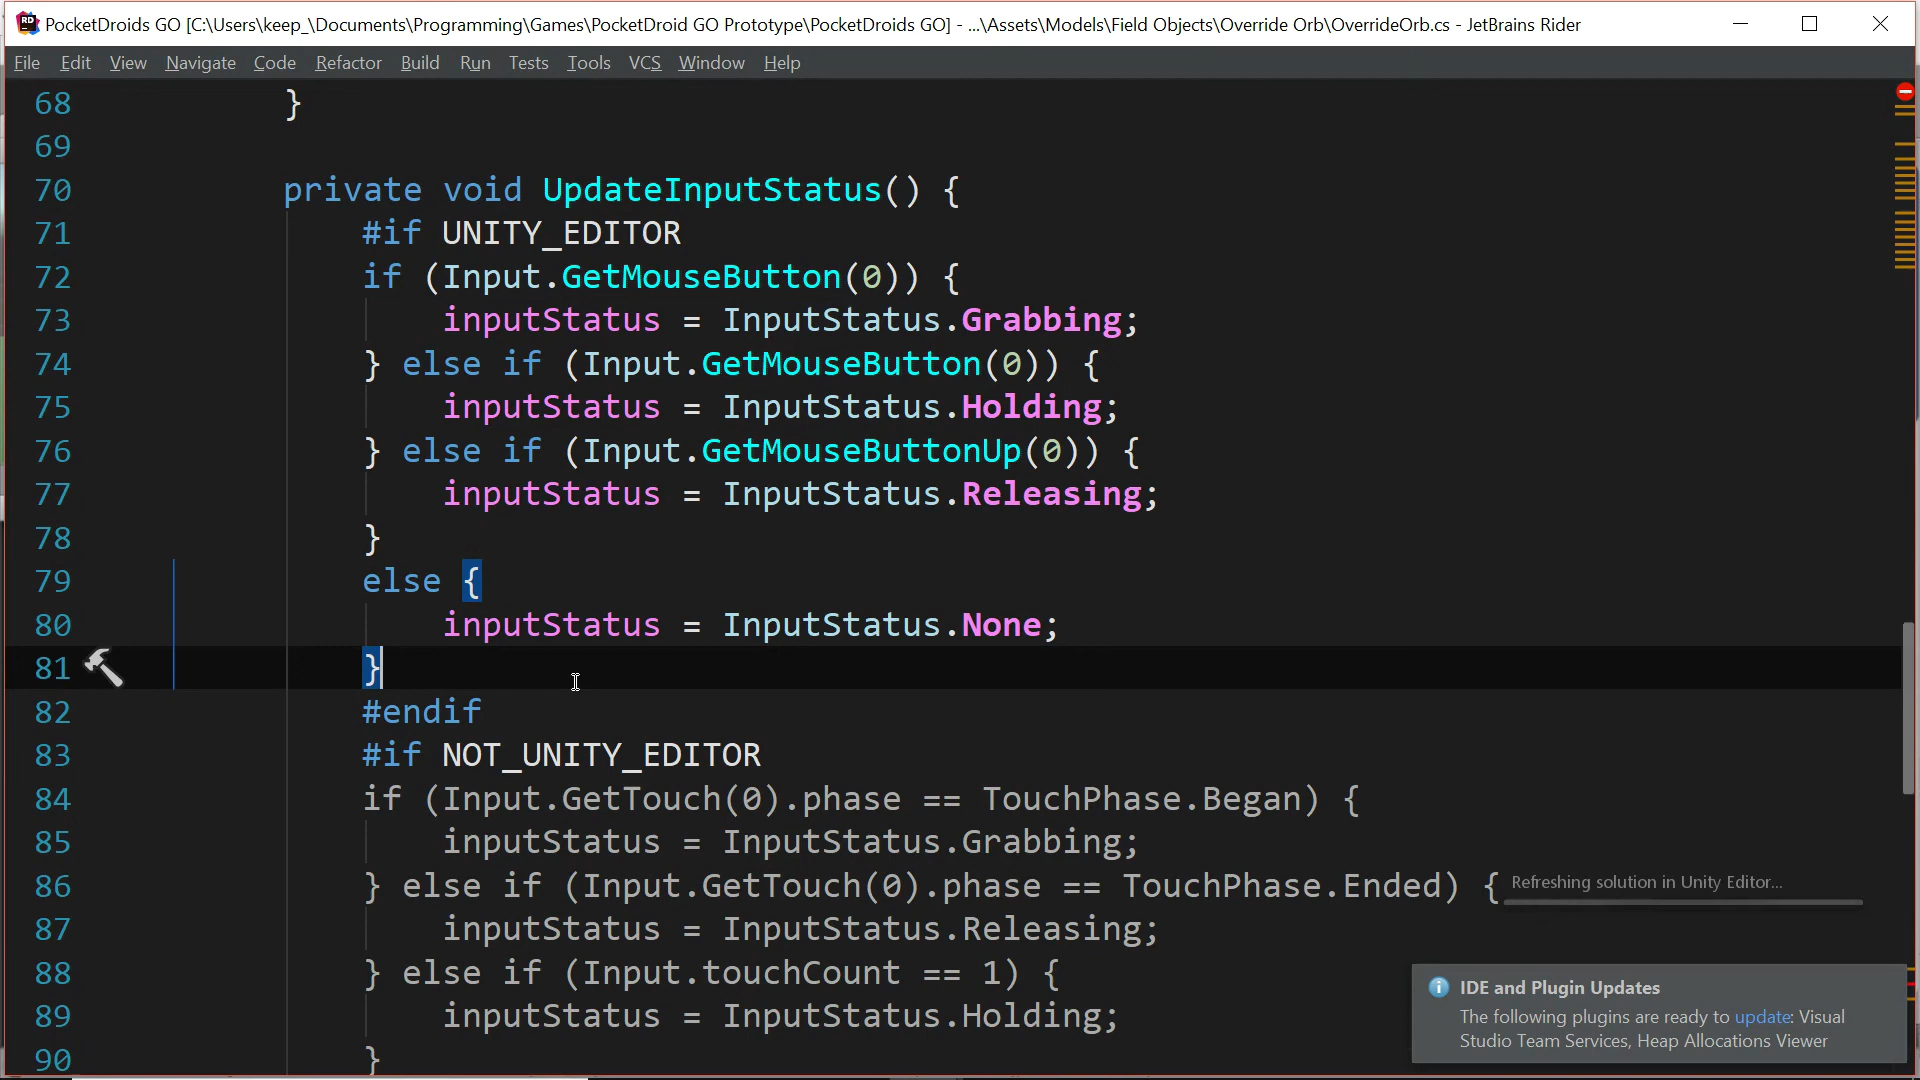 PocketDroids GO [C:\Users\keep_\Documents\Programming\Games\PocketDroid GO Prototype\PocketDroids GO] - ...\Assets\Models\Field Objects\Override Orb\OverrideOrb.cs - JetBrains Rider
File Edit View Navigate Code Refactor Build Run Tests Tools VCS Window Help
68 }
69
70 private void UpdateInputStatus() {
71 #if UNITY_EDITOR
72 if (Input.GetMouseButton(0)) {
73 inputStatus = InputStatus.Grabbing;
74 } else if (Input.GetMouseButton(0)) {
75 inputStatus = InputStatus.Holding;
76 } else if (Input.GetMouseButtonUp(0)) {
77 inputStatus = InputStatus.Releasing;
78 }
79 else {
80 inputStatus = InputStatus.None;
81 }
82 #endif
83 #if NOT_UNITY_EDITOR
84 if (Input.GetTouch(0).phase == TouchPhase.Began) {
85 inputStatus = InputStatus.Grabbing;
86 } else if (Input.GetTouch(0).phase == TouchPhase.Ended) {
Refreshing solution in Unity Editor...
87 inputStatus = InputStatus.Releasing;
88 } else if (Input.touchCount == 1) {
89 inputStatus = InputStatus.Holding;
90 }
IDE and Plugin Updates
The following plugins are ready to update: Visual
Studio Team Services, Heap Allocations Viewer